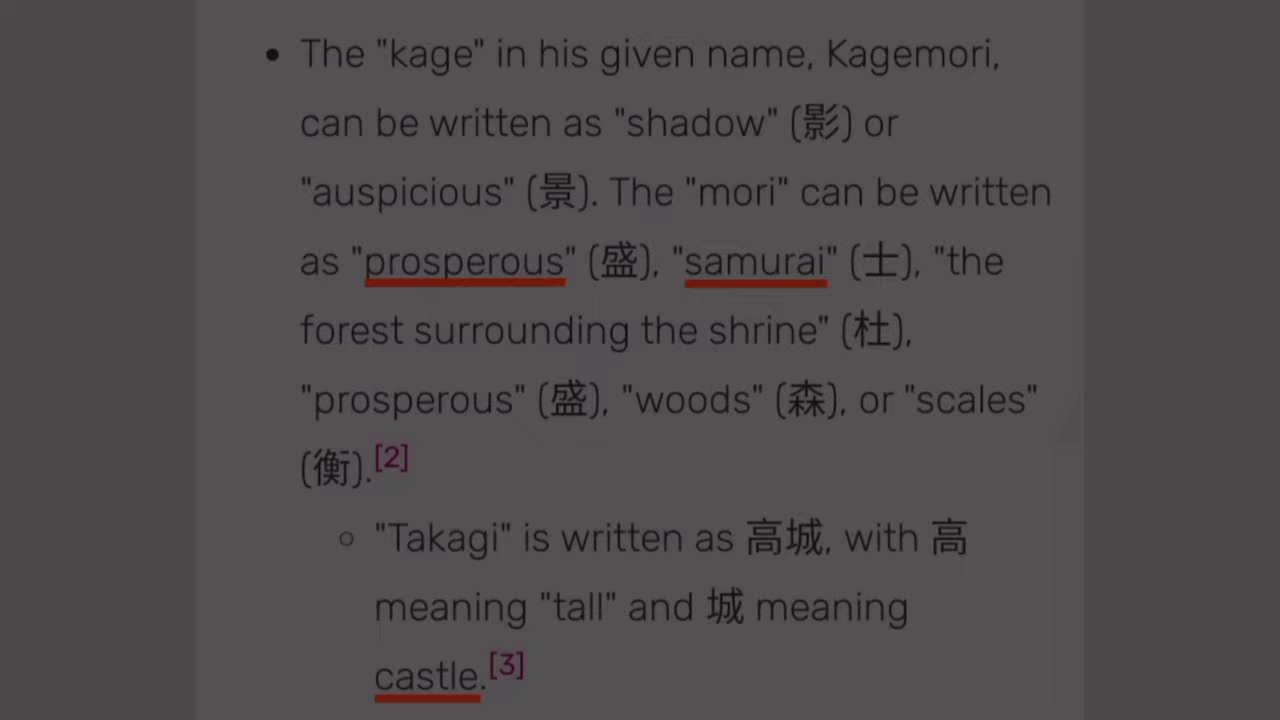 The "kage" in his given name, Kagemori,
can be written as "shadow" (影) or
"auspicious" (景). The "mori" can be written
as "prosperous" (盛), "samurai" (士), "the
forest surrounding the shrine" (杜),
"prosperous" (盛), "woods" (森), or "scales"
(衡).[2]
"Takagi" is written as 高城, with 高
meaning "tall" and 城 meaning
castle.[3]